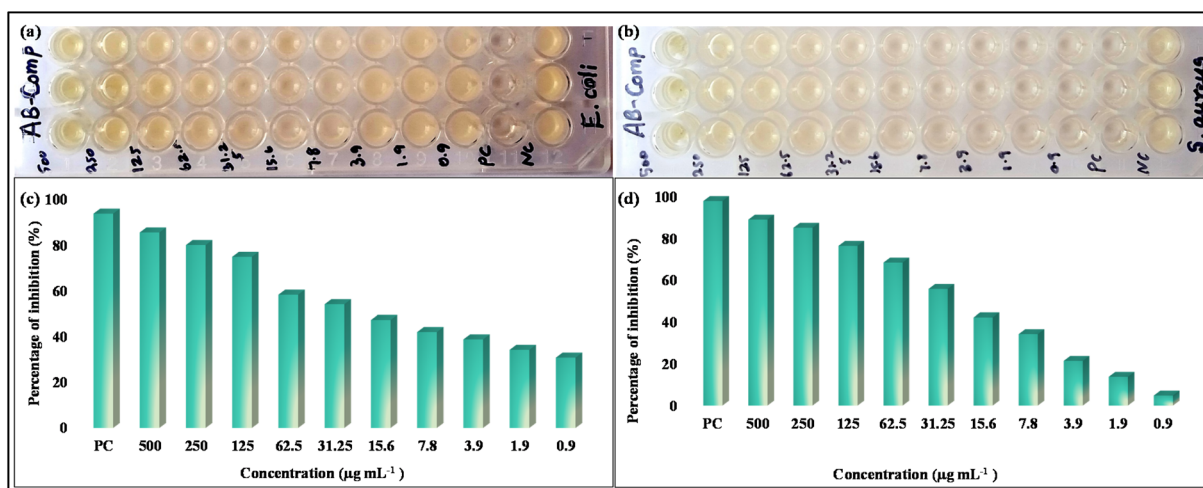 (a)
AB-Comp
E. coli
500 250 125 62.5 31.25 15.6 7.8 3.9 1.9 0.9 PC NC
(b)
AB-Comp
S. aureus
500 250 125 62.5 31.25 15.6 7.8 3.9 1.9 0.9 PC NC
(c)
Percentage of inhibition (%)
100
80
60
40
20
0
PC 500 250 125 62.5 31.25 15.6 7.8 3.9 1.9 0.9
Concentration (µg mL⁻¹)
(d)
Percentage of inhibition (%)
100
80
60
40
20
0
PC 500 250 125 62.5 31.25 15.6 7.8 3.9 1.9 0.9
Concentration (µg mL⁻¹)